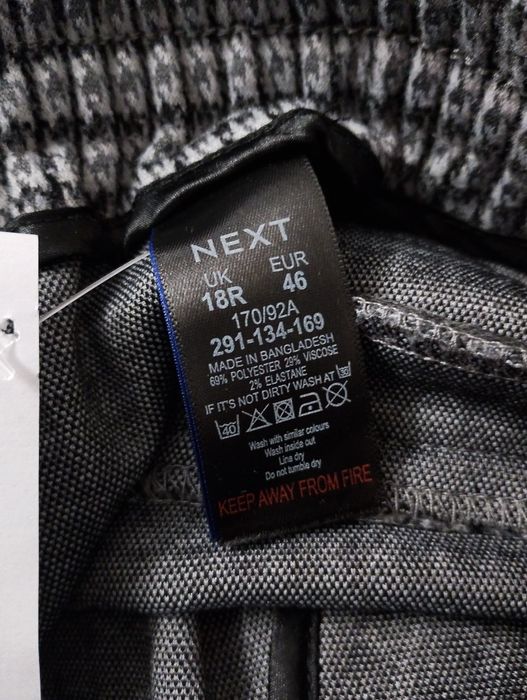 NEXT
UK EUR
18R 46
170/92A
291-134-169
MADE IN BANGLADESH
69% POLYESTER 29% VISCOSE
2% ELASTANE
IF IT'S NOT DIRTY WASH AT 30
40
Wash with similar colours
Wash inside out
Line dry
Do not tumble dry
KEEP AWAY FROM FIRE